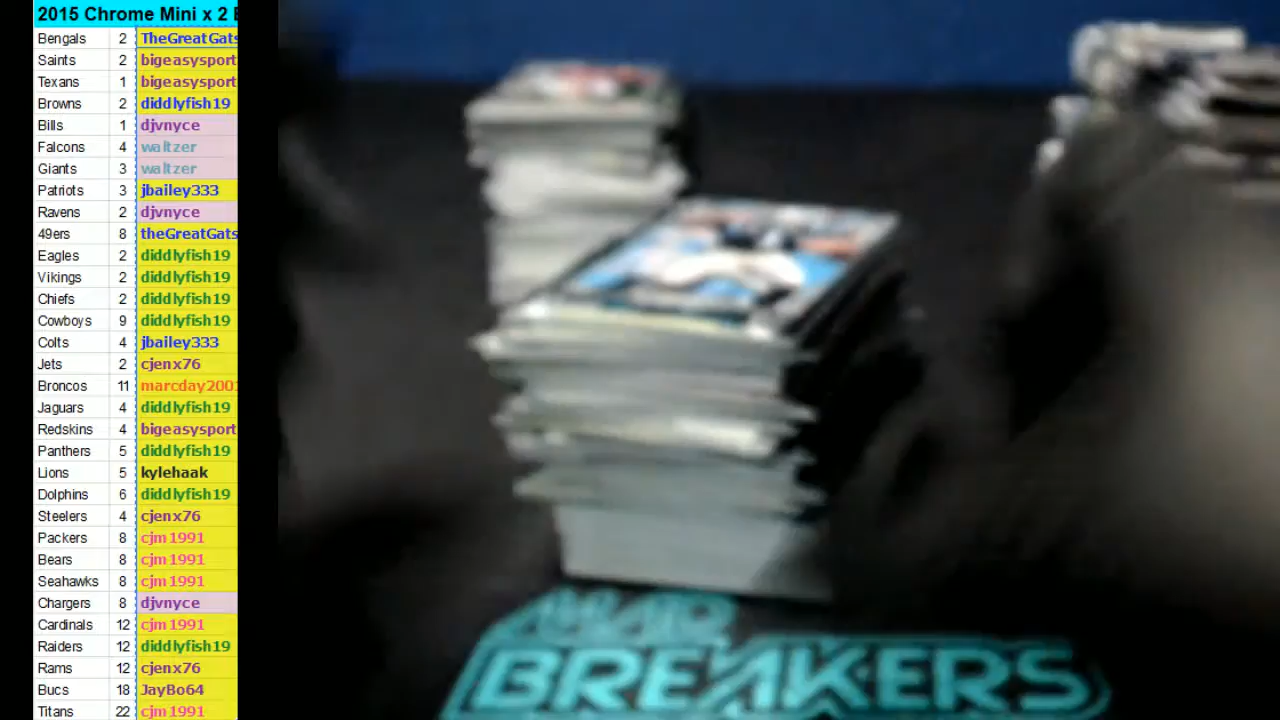 2015 Chrome Mini x 2 B
Bengals 2 TheGreatGats
Saints 2 bigeasysport
Texans 1 bigeasysport
Browns 2 diddlyfish19
Bills 1 djvnyce
Falcons 4 waltzer
Giants 3 waltzer
Patriots 3 jbailey333
Ravens 2 djvnyce
49ers 8 theGreatGats
Eagles 2 diddlyfish19
Vikings 2 diddlyfish19
Chiefs 2 diddlyfish19
Cowboys 9 diddlyfish19
Colts 4 jbailey333
Jets 2 cjenx76
Broncos 11 marcday2001
Jaguars 4 diddlyfish19
Redskins 4 bigeasysport
Panthers 5 diddlyfish19
Lions 5 kylehaak
Dolphins 6 diddlyfish19
Steelers 4 cjenx76
Packers 8 cjm1991
Bears 8 cjm1991
Seahawks 8 cjm1991
Chargers 8 djvnyce
Cardinals 12 cjm1991
Raiders 12 diddlyfish19
Rams 12 cjenx76
Bucs 18 JayBo64
Titans 22 cjm1991
MAD
BREAKERS